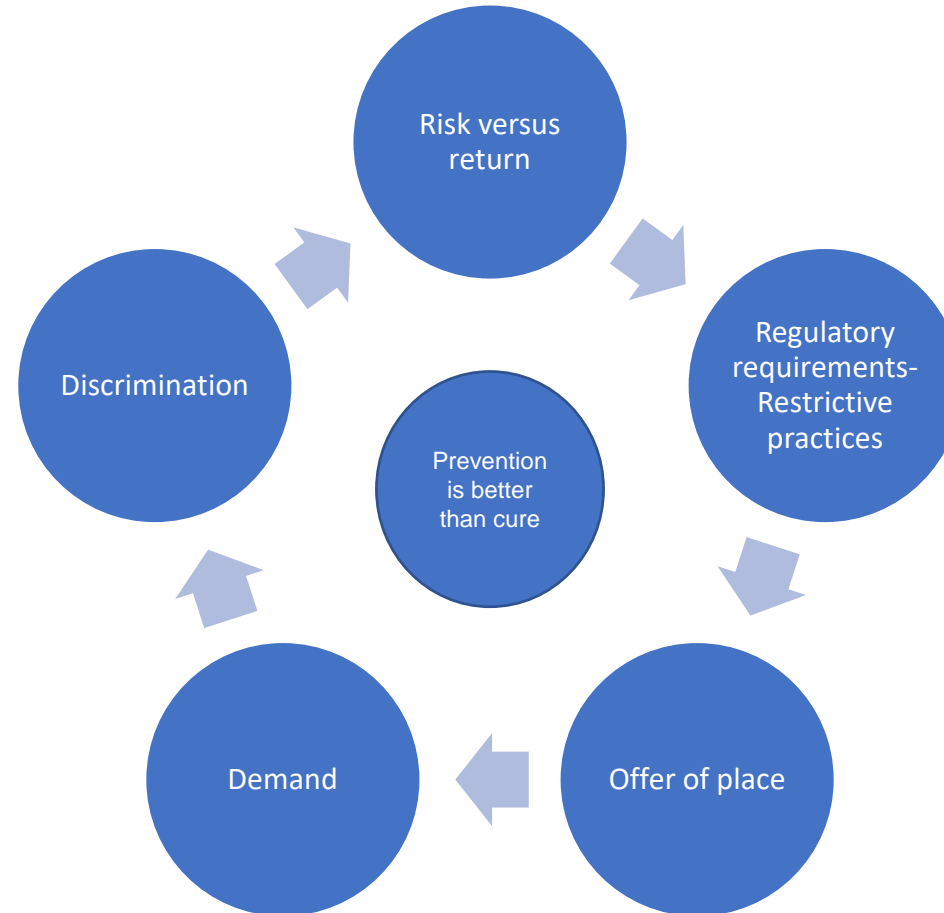 Risk versus
return
Regulatory
requirements-
Restrictive
practices
Discrimination
Prevention
is better
than cure
Demand
Offer of place